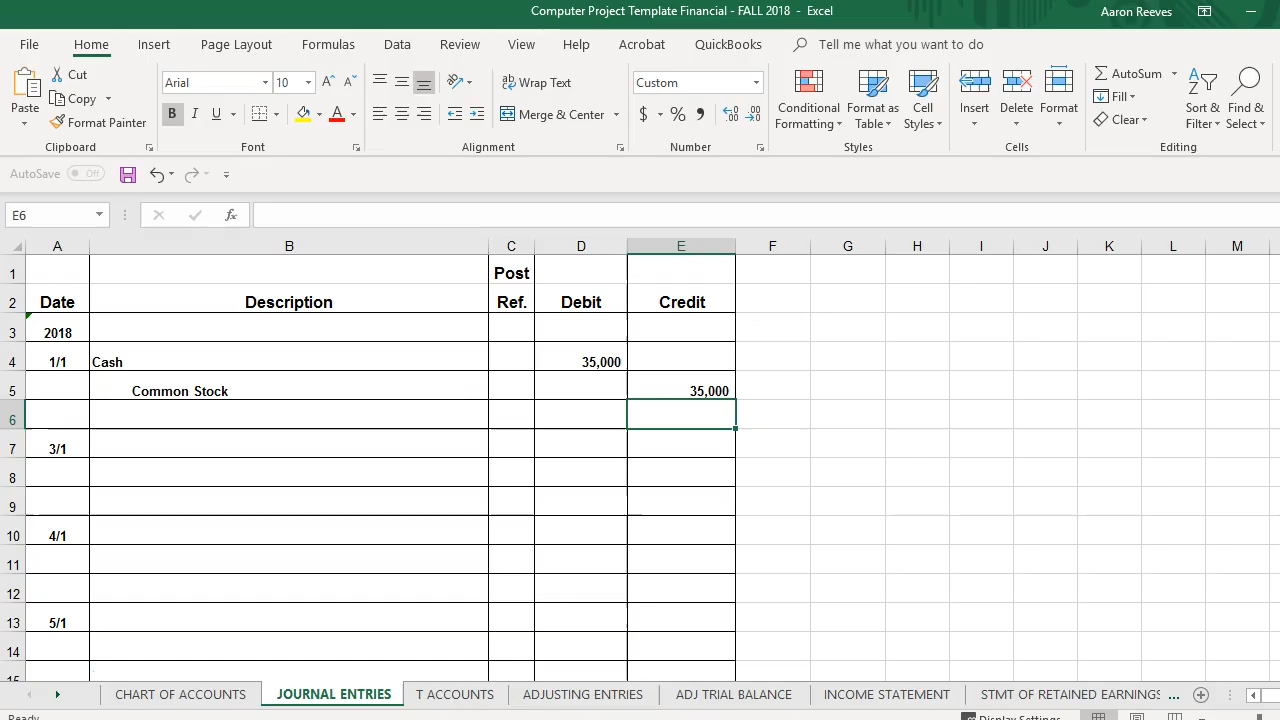 Computer Project Template Financial - FALL 2018 - Excel
Aaron Reeves
File Home Insert Page Layout Formulas Data Review View Help Acrobat QuickBooks Tell me what you want to do
Paste
Cut
Copy
Format Painter
Clipboard
Arial 10
B I U
Font
Wrap Text
Merge & Center
Alignment
Custom
$ % ,
Number
Conditional Formatting
Format as Table
Cell Styles
Styles
Insert Delete Format
Cells
AutoSum
Fill
Clear
Sort & Filter
Find & Select
Editing
AutoSave Off
E6 fx
A B C D E F G H I J K L M
1 Post
2 Date Description Ref. Debit Credit
3 2018
4 1/1 Cash 35,000
5 Common Stock 35,000
6
7 3/1
8
9
10 4/1
11
12
13 5/1
14
15
CHART OF ACCOUNTS JOURNAL ENTRIES T ACCOUNTS ADJUSTING ENTRIES ADJ TRIAL BALANCE INCOME STATEMENT STMT OF RETAINED EARNINGS ...
Ready Display Settings